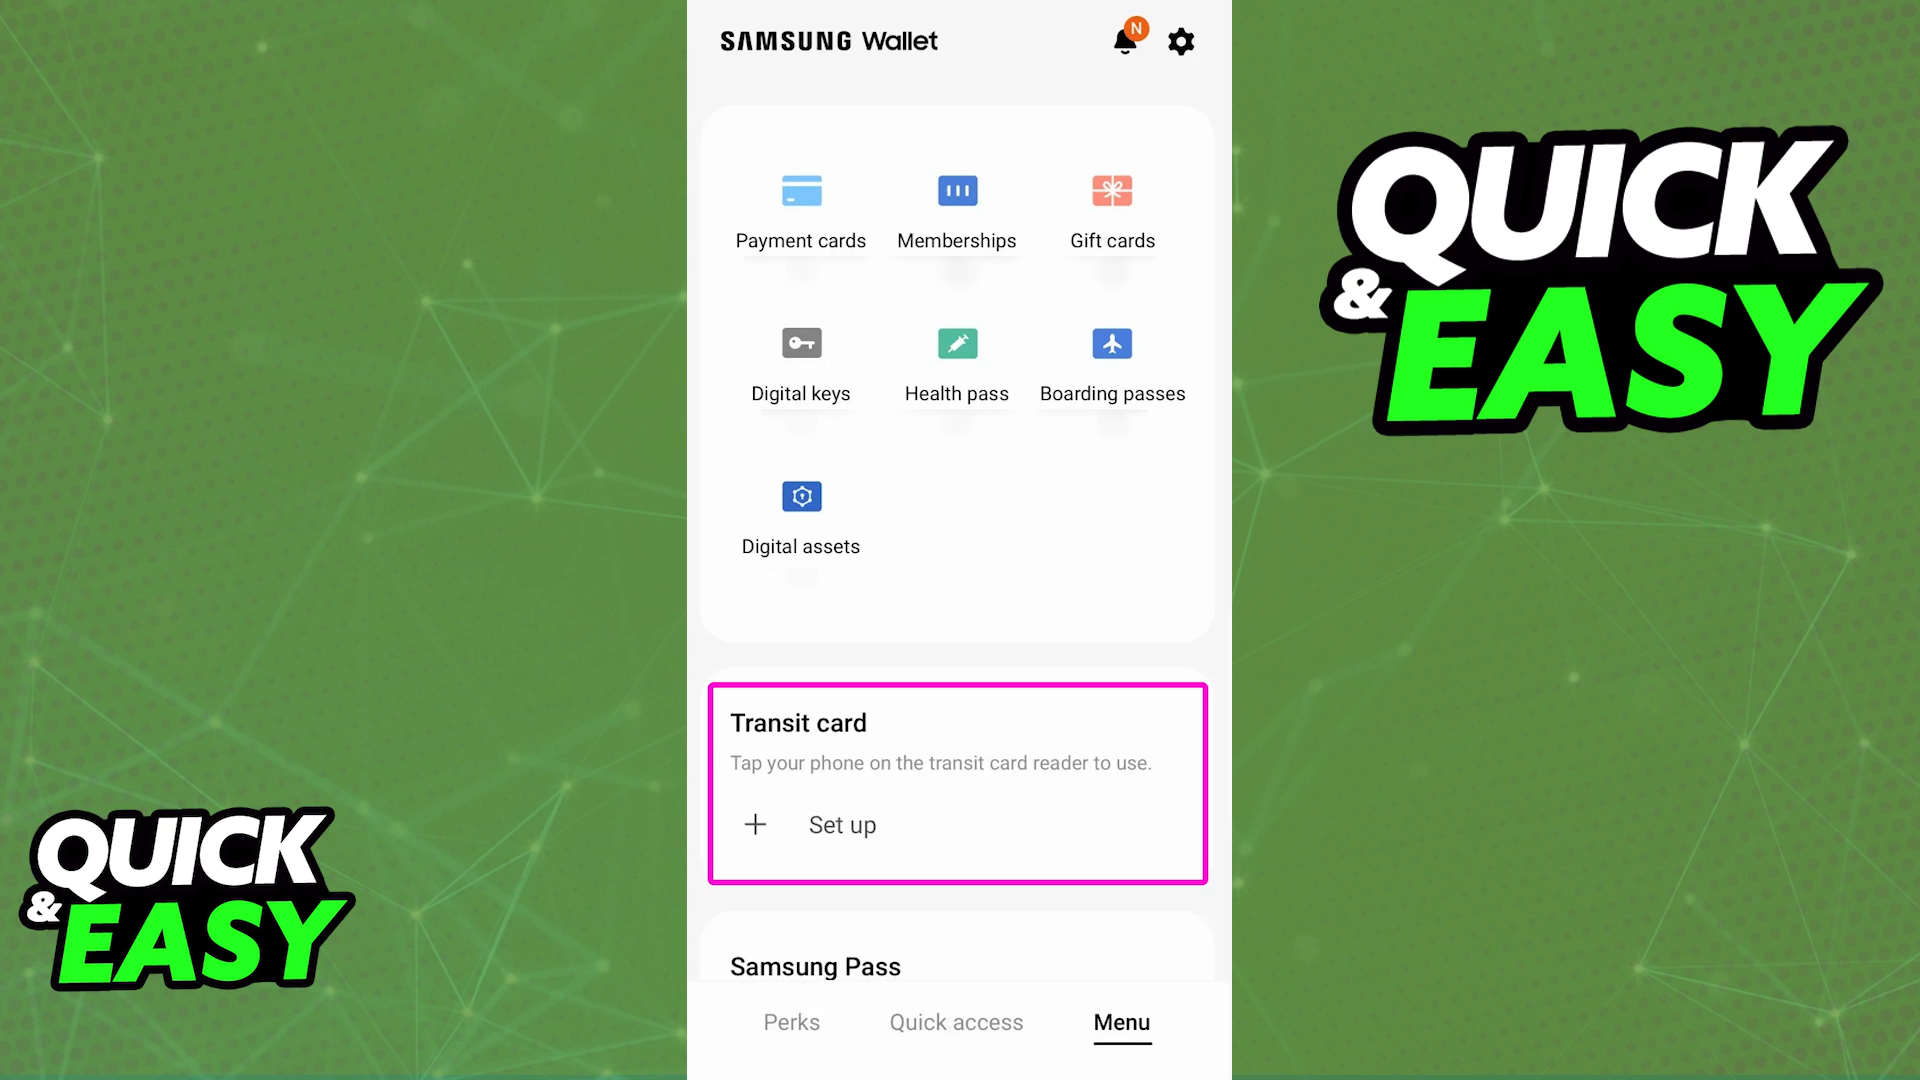 SAMSUNG Wallet
N
Payment cards
Memberships
Gift cards
Digital keys
Health pass
Boarding passes
Digital assets
Transit card
Tap your phone on the transit card reader to use.
+ Set up
Samsung Pass
Perks
Quick access
Menu
QUICK
& EASY
QUICK
& EASY